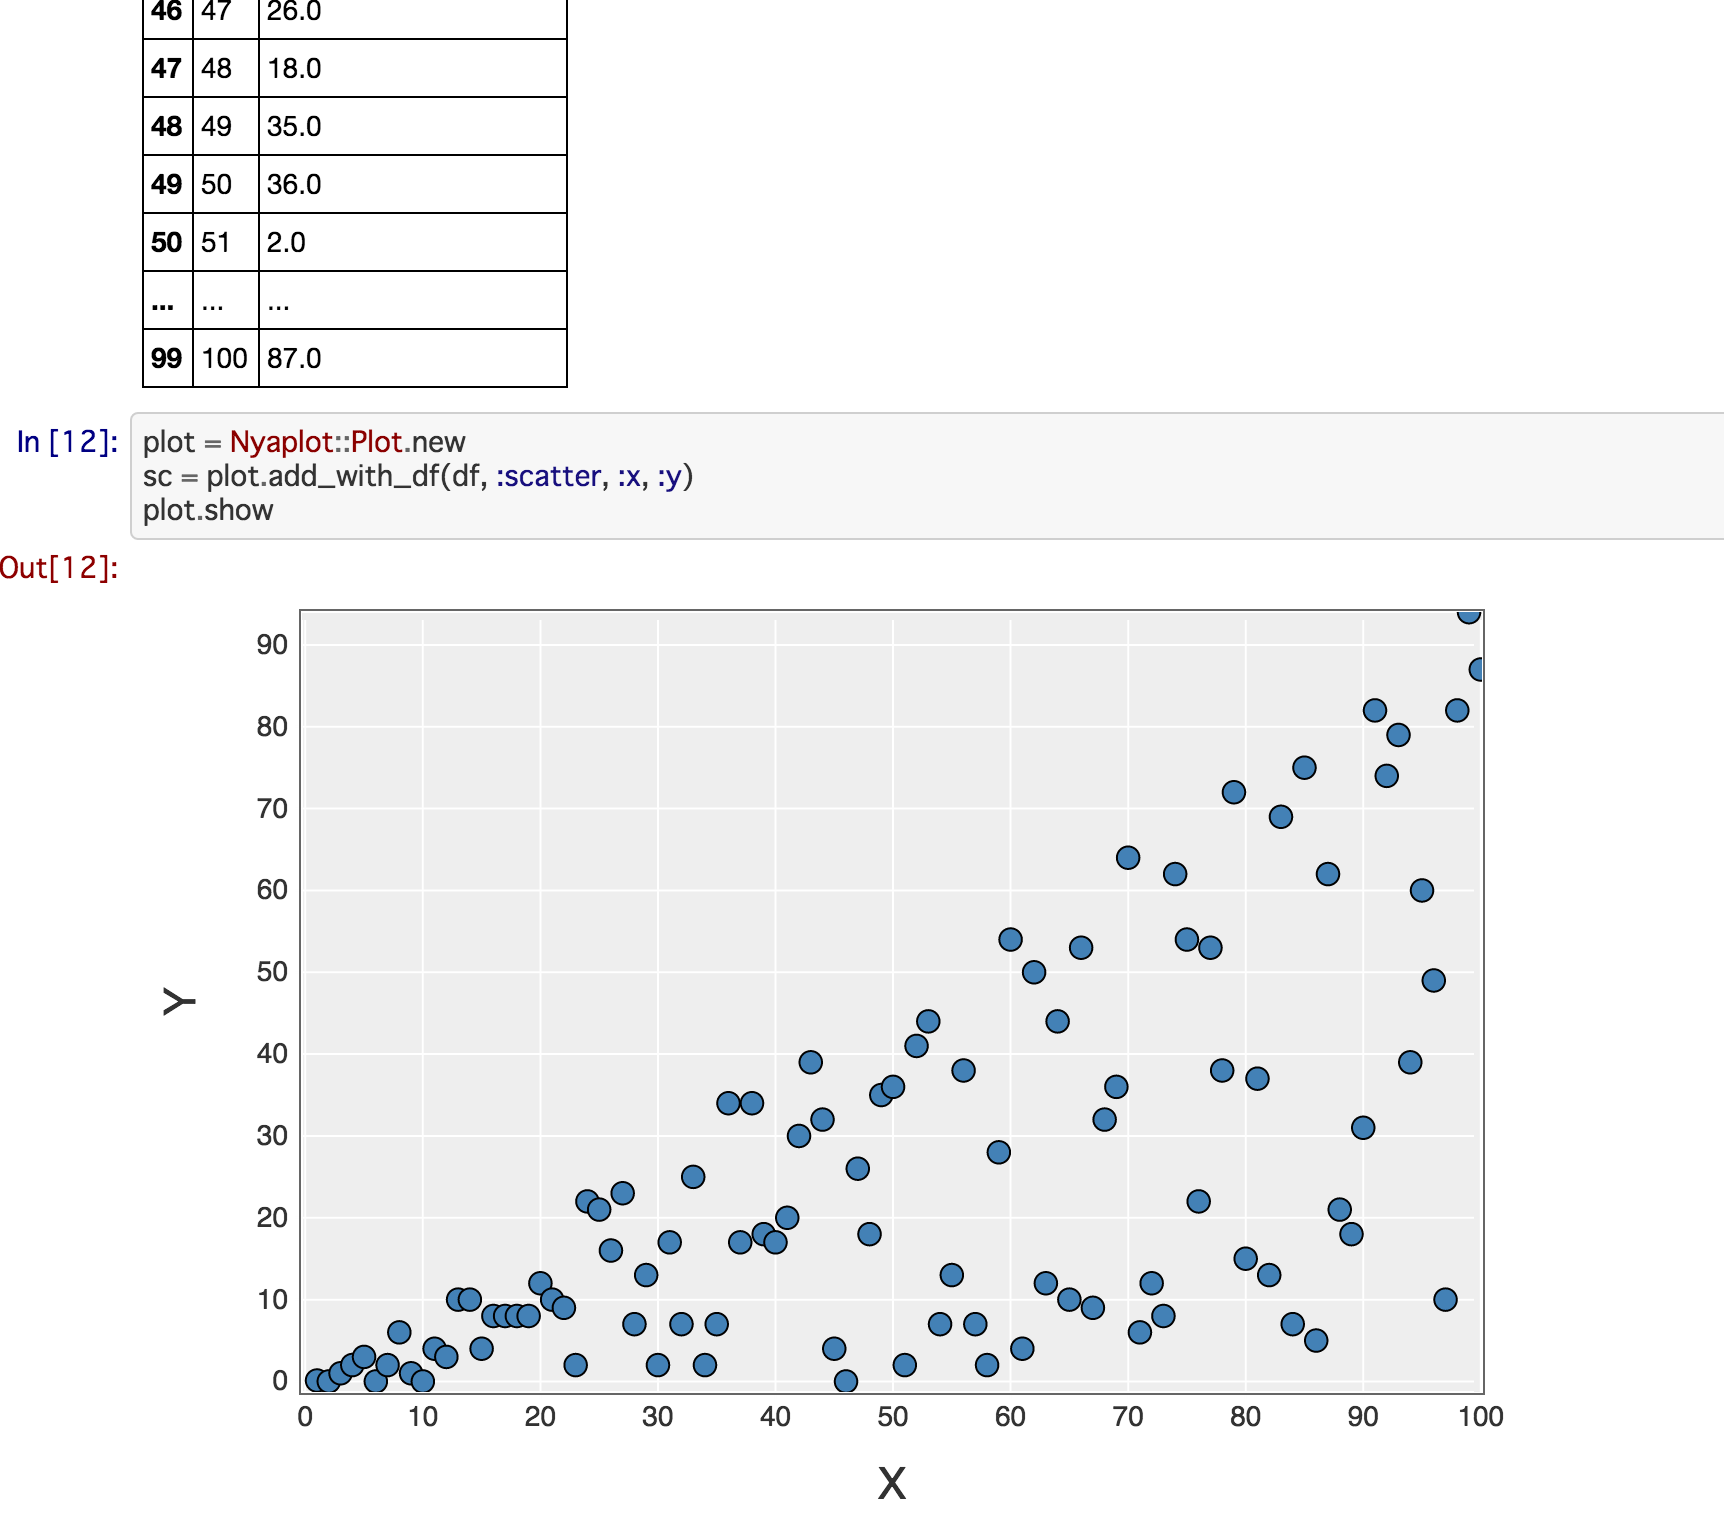 46 47 26.0
47 48 18.0
48 49 35.0
49 50 36.0
50 51 2.0
... ... ...
99 100 87.0
In [12]:
plot = Nyaplot::Plot.new
sc = plot.add_with_df(df, :scatter, :x, :y)
plot.show
Out[12]:
90
80
70
60
50
40
30
20
10
0
Y
0 10 20 30 40 50 60 70 80 90 100
X